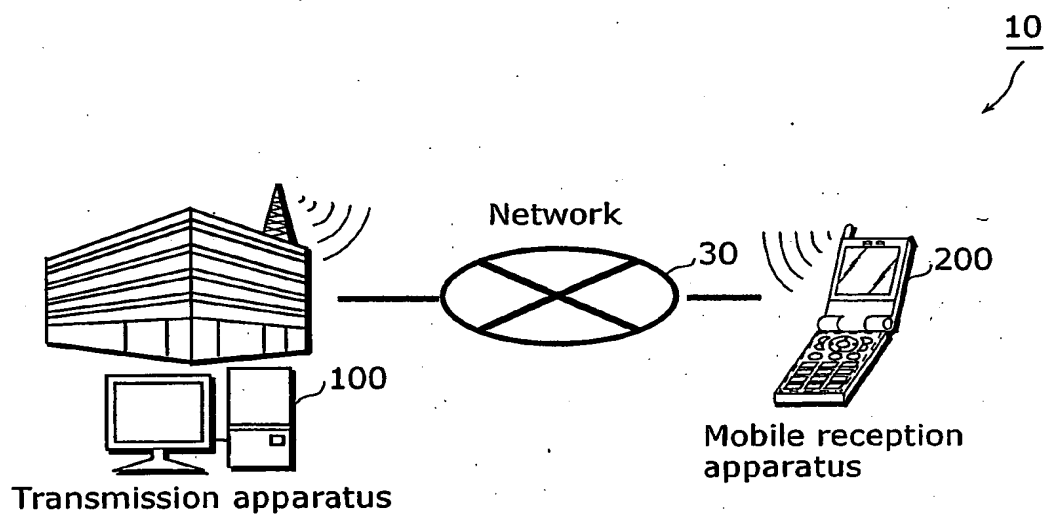 10
Network
30
200
100
Mobile reception
apparatus
Transmission apparatus